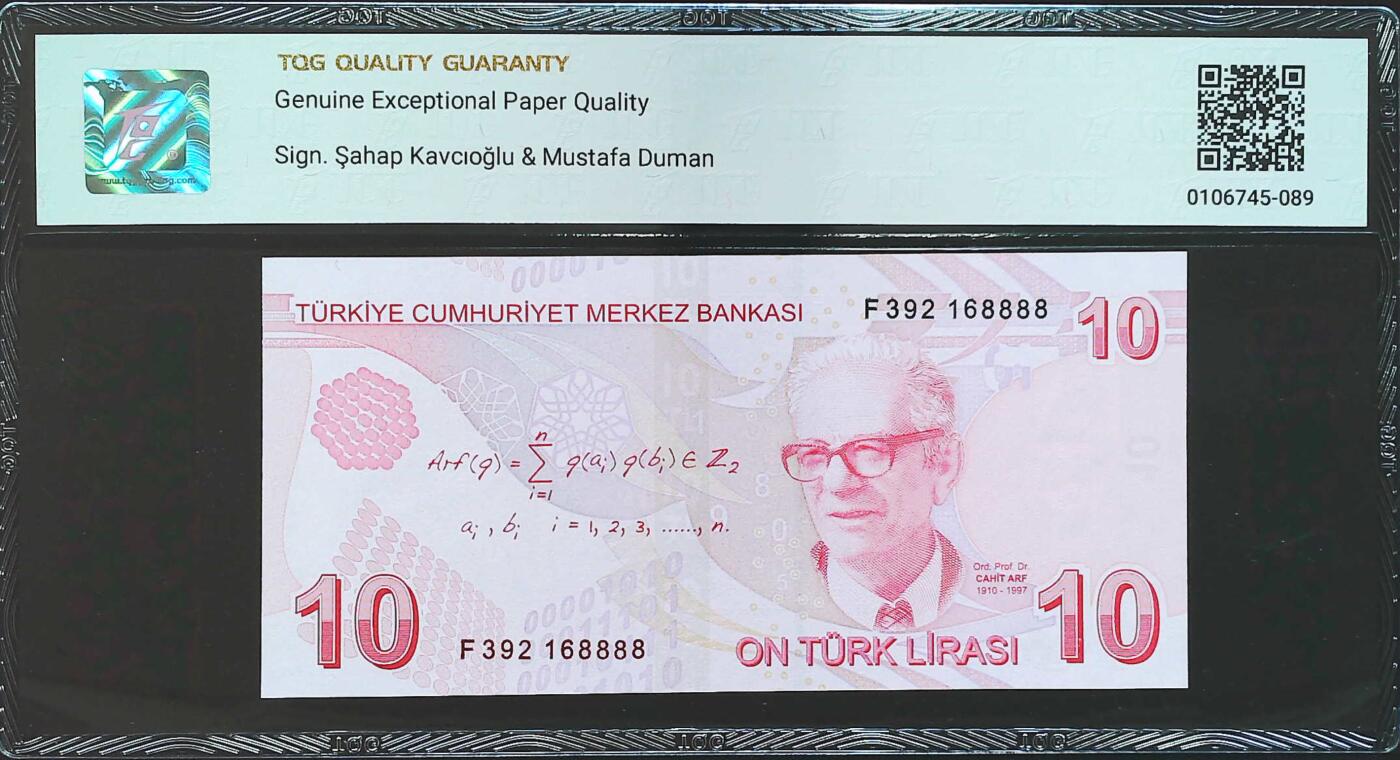 TQG QUALITY GUARANTY
Genuine Exceptional Paper Quality
Sign. Şahap Kavcıoğlu & Mustafa Duman
0106745-089
TÜRKİYE CUMHURİYET MERKEZ BANKASI
F392 168888
10
Arf(q) = n ∑ i=1 q(aᵢ) q(bᵢ) ∈ ℤ₂
aᵢ , bᵢ i = 1, 2, 3, ......, n.
Ord. Prof. Dr.
CAHİT ARF
1910 - 1997
10
F392 168888
ON TÜRK LİRASI
10